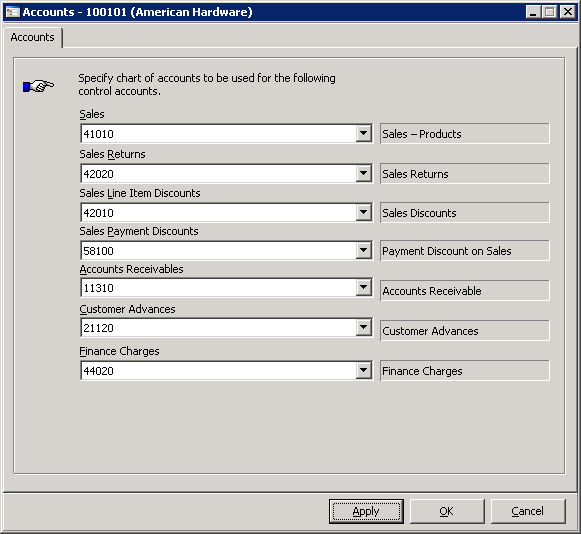 Accounts - 100101 (American Hardware)
Accounts
Specify chart of accounts to be used for the following
control accounts.
Sales
41010 Sales – Products
Sales Returns
42020 Sales Returns
Sales Line Item Discounts
42010 Sales Discounts
Sales Payment Discounts
58100 Payment Discount on Sales
Accounts Receivables
11310 Accounts Receivable
Customer Advances
21120 Customer Advances
Finance Charges
44020 Finance Charges
Apply OK Cancel